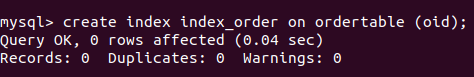 mysql> create index index_order on ordertable (oid);
Query OK, 0 rows affected (0.04 sec)
Records: 0  Duplicates: 0  Warnings: 0